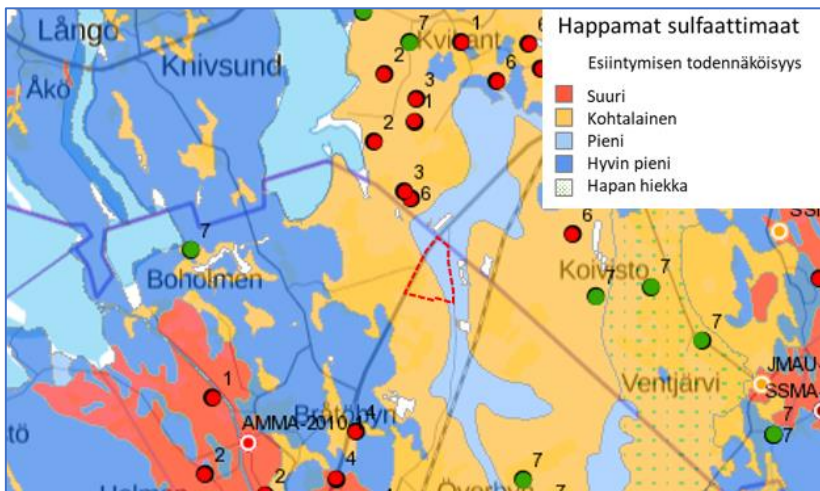 Långö
Knivsund
Åkö
Happamat sulfaattimaat
Esiintymisen todennäköisyys
Suuri
Kohtalainen
Pieni
Hyvin pieni
Hapan hiekka
7
1
6
2
3
1
6
2
3
6
6
7
Boholmen
Koivisto
7
7
7
Ventjärvi
JMAU-
SSMA-
7
7
1
AMMA-2010
4
2
4
2
7